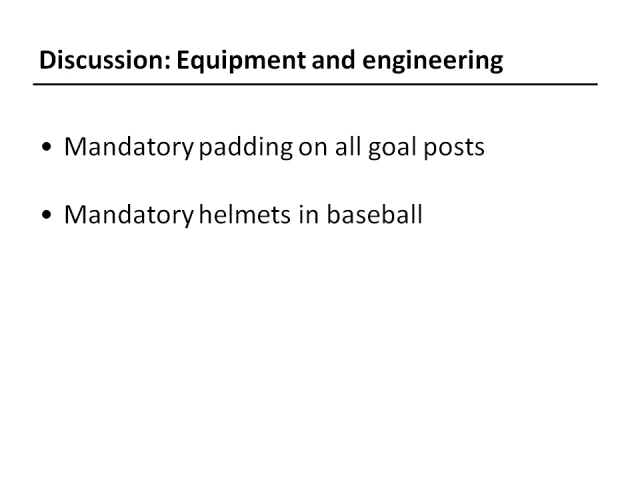 Discussion: Equipment and engineering
• Mandatory padding on all goal posts
• Mandatory helmets in baseball